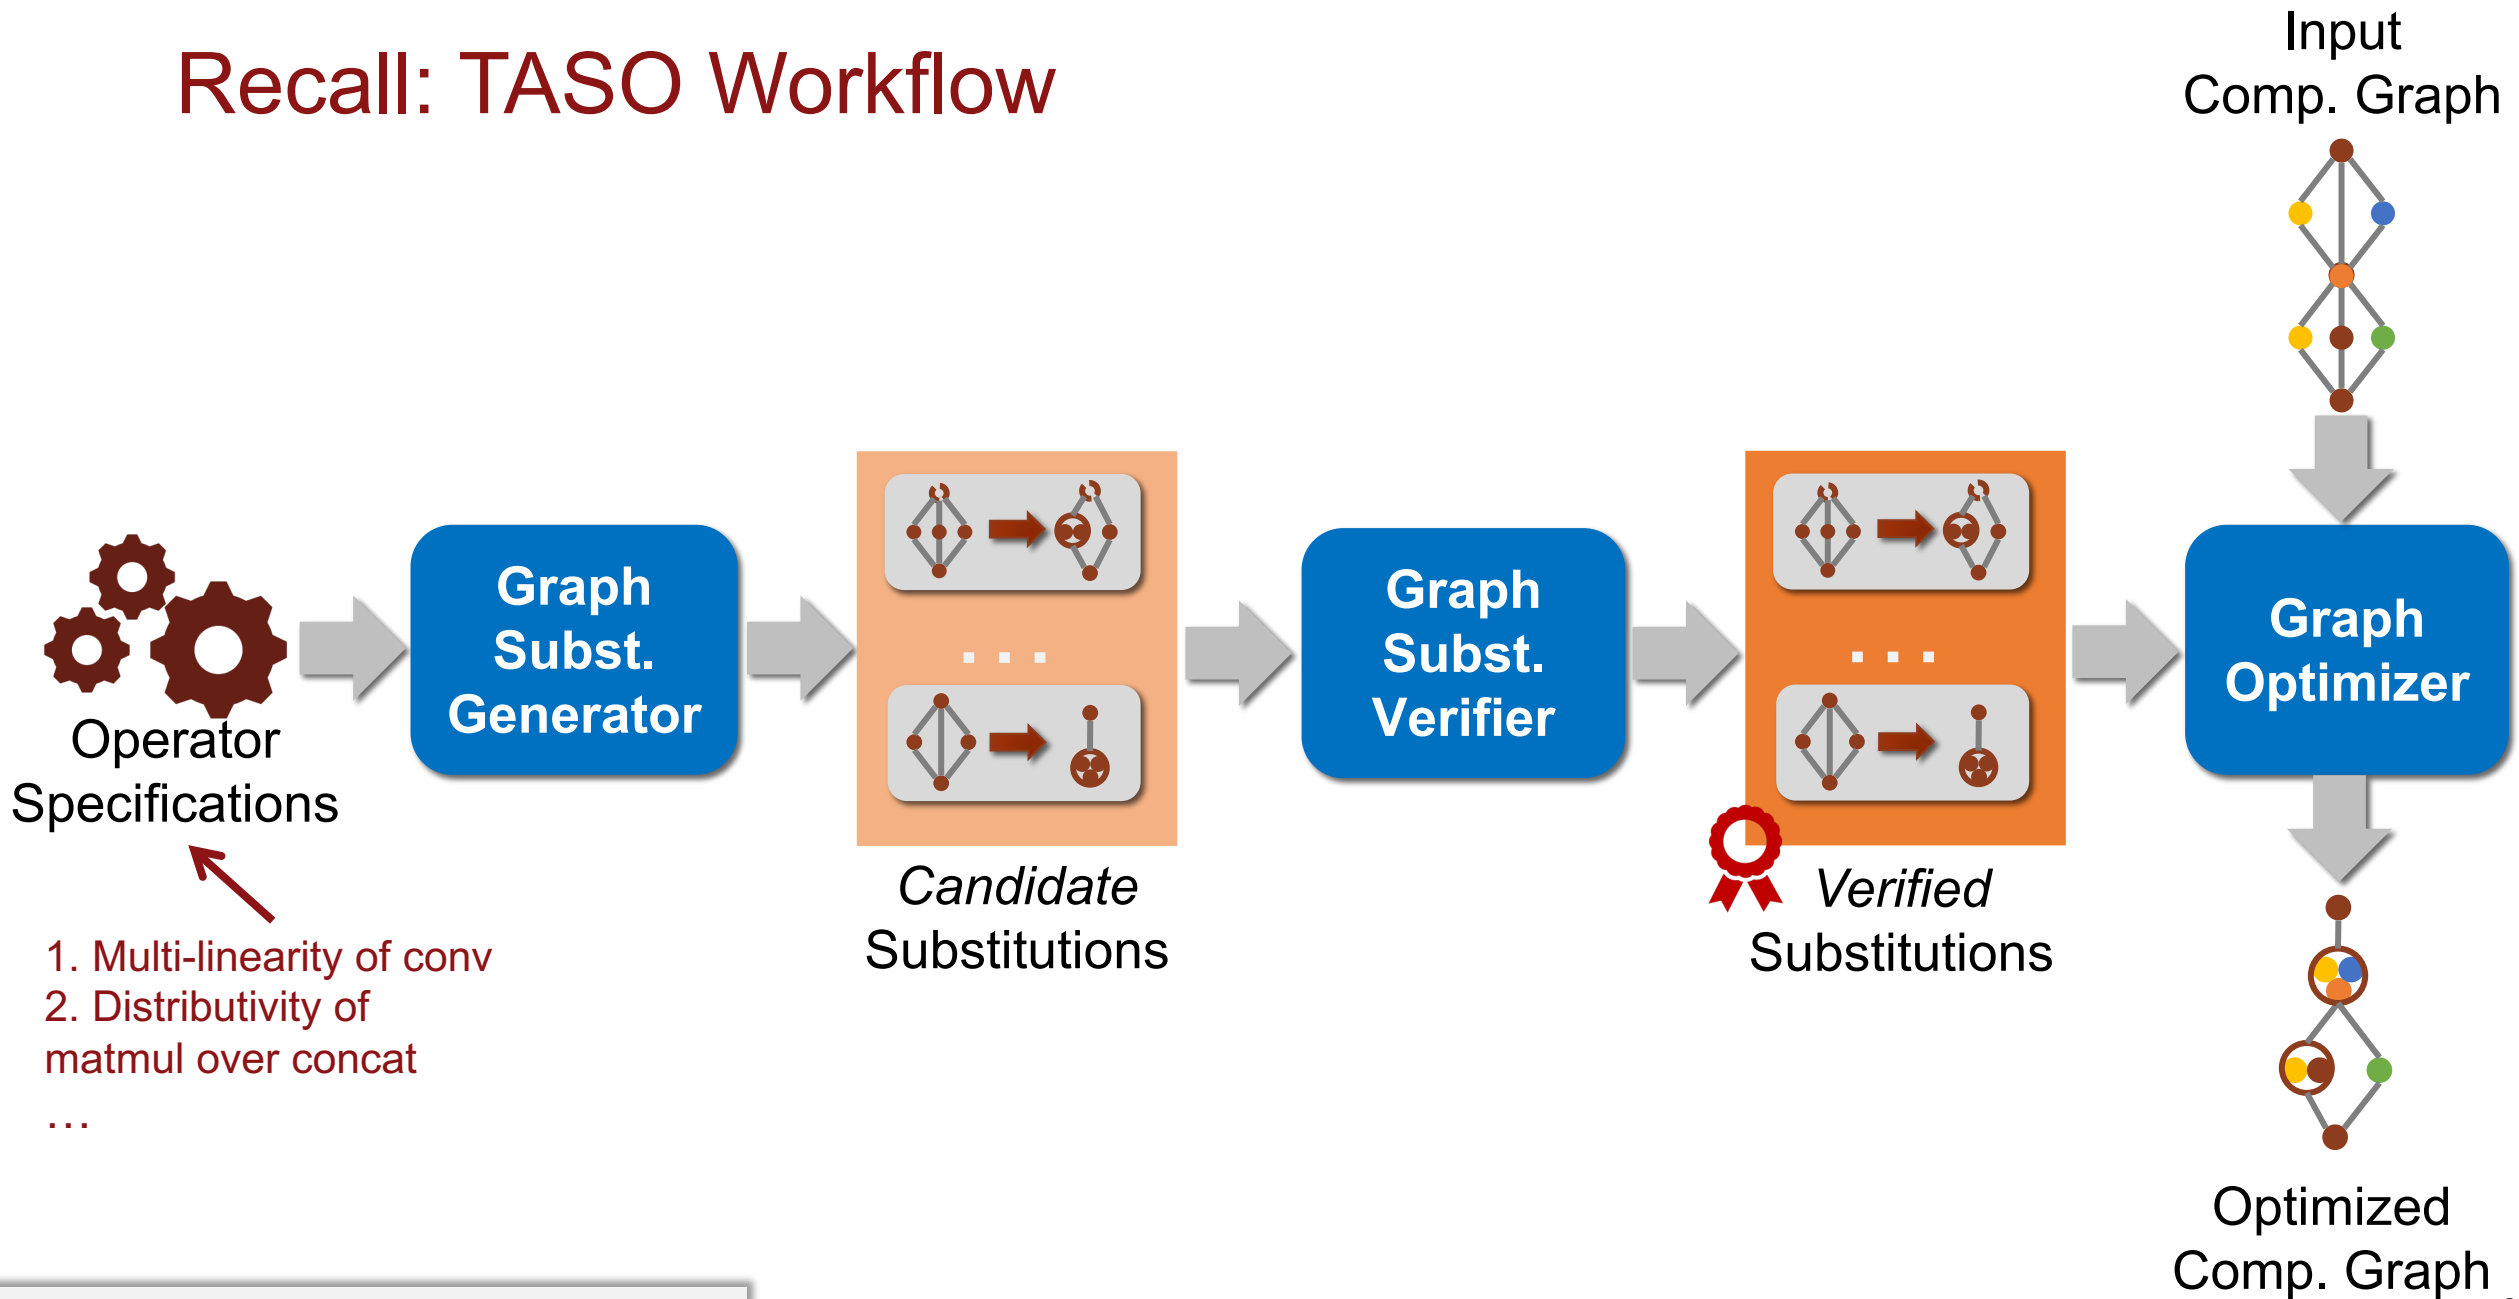 Recall: TASO Workflow
Input
Comp. Graph
Operator
Specifications
1. Multi-linearity of conv
2. Distributivity of
matmul over concat
…
Graph
Subst.
Generator
. . .
Candidate
Substitutions
Graph
Subst.
Verifier
. . .
Verified
Substitutions
Graph
Optimizer
Optimized
Comp. Graph